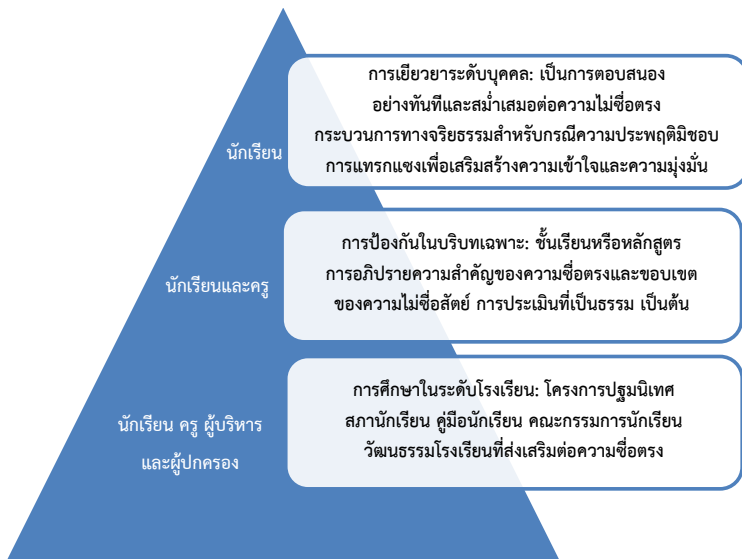 การเยียวยาระดับบุคคล: เป็นการตอบสนอง
อย่างทันทีและสม่ำเสมอต่อความไม่ซื่อตรง
กระบวนการทางจริยธรรมสำหรับกรณีความประพฤติมิชอบ
การแทรกแซงเพื่อเสริมสร้างความเข้าใจและความมุ่งมั่น
นักเรียน
การป้องกันในบริบทเฉพาะ: ชั้นเรียนหรือหลักสูตร
การอภิปรายความสำคัญของความซื่อตรงและขอบเขต
ของความไม่ซื่อสัตย์ การประเมินที่เป็นธรรม เป็นต้น
นักเรียนและครู
การศึกษาในระดับโรงเรียน: โครงการปฐมนิเทศ
สภานักเรียน คู่มือนักเรียน คณะกรรมการนักเรียน
วัฒนธรรมโรงเรียนที่ส่งเสริมต่อความซื่อตรง
นักเรียน ครู ผู้บริหาร
และผู้ปกครอง